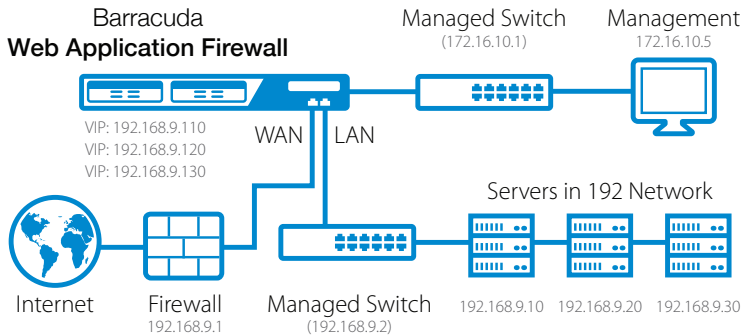 Barracuda
Web Application Firewall
VIP: 192.168.9.110
VIP: 192.168.9.120
VIP: 192.168.9.130
Managed Switch
(172.16.10.1)
Management
172.16.10.5
WAN
LAN
Internet
Firewall
192.168.9.1
Managed Switch
(192.168.9.2)
Servers in 192 Network
192.168.9.10
192.168.9.20
192.168.9.30